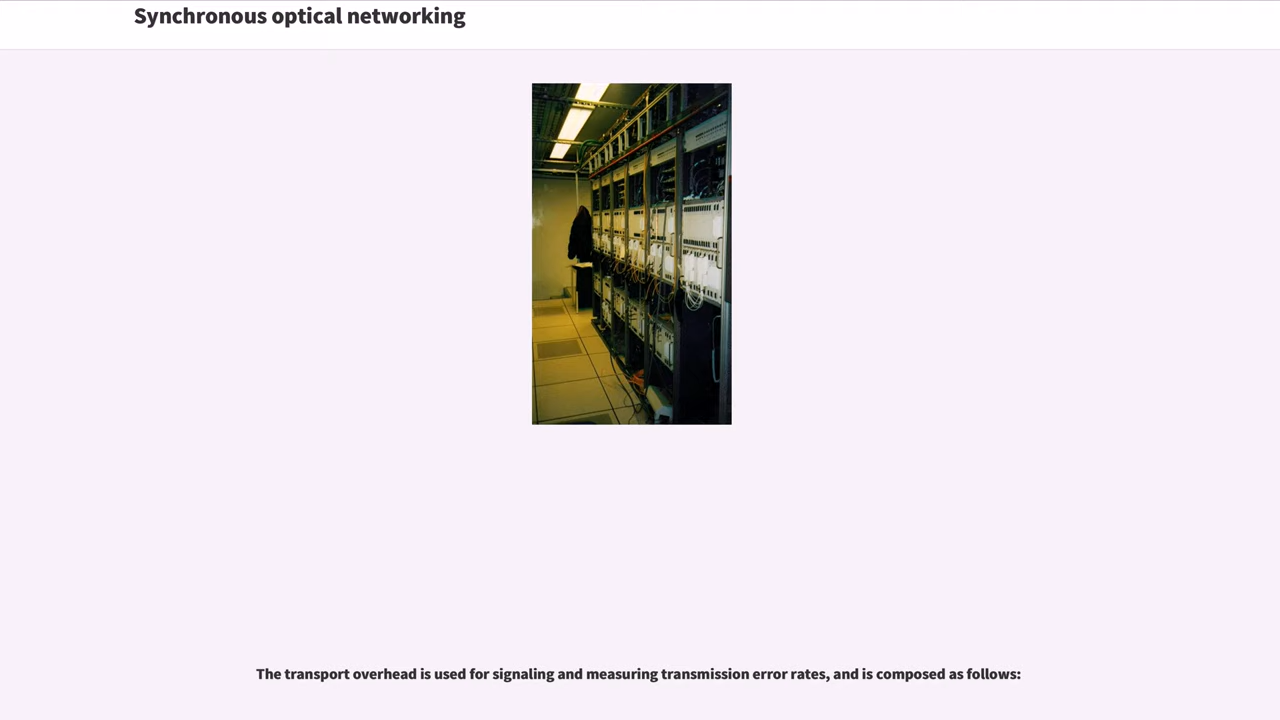 Synchronous optical networking
The transport overhead is used for signaling and measuring transmission error rates, and is composed as follows: